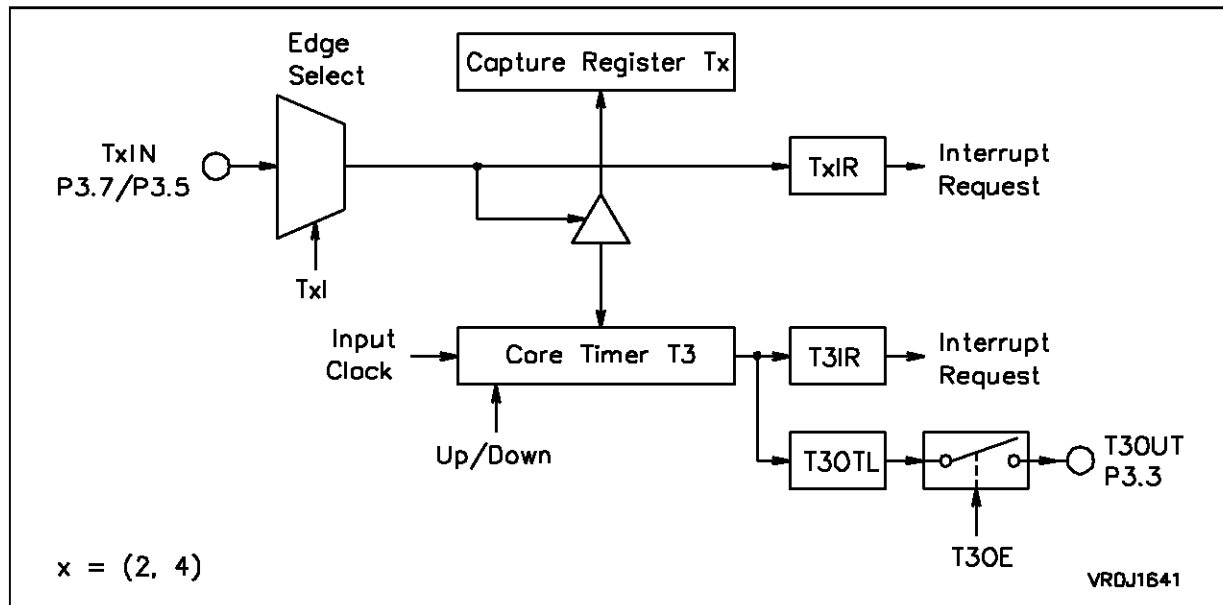 Edge
Select
Capture Register Tx
TxIN
P3.7/P3.5
TxIR
Interrupt
Request
TxI
Input
Clock
Core Timer T3
T3IR
Interrupt
Request
Up/Down
T3OTL
T3OUT
P3.3
T3OE
x = (2, 4)
VR0J1641